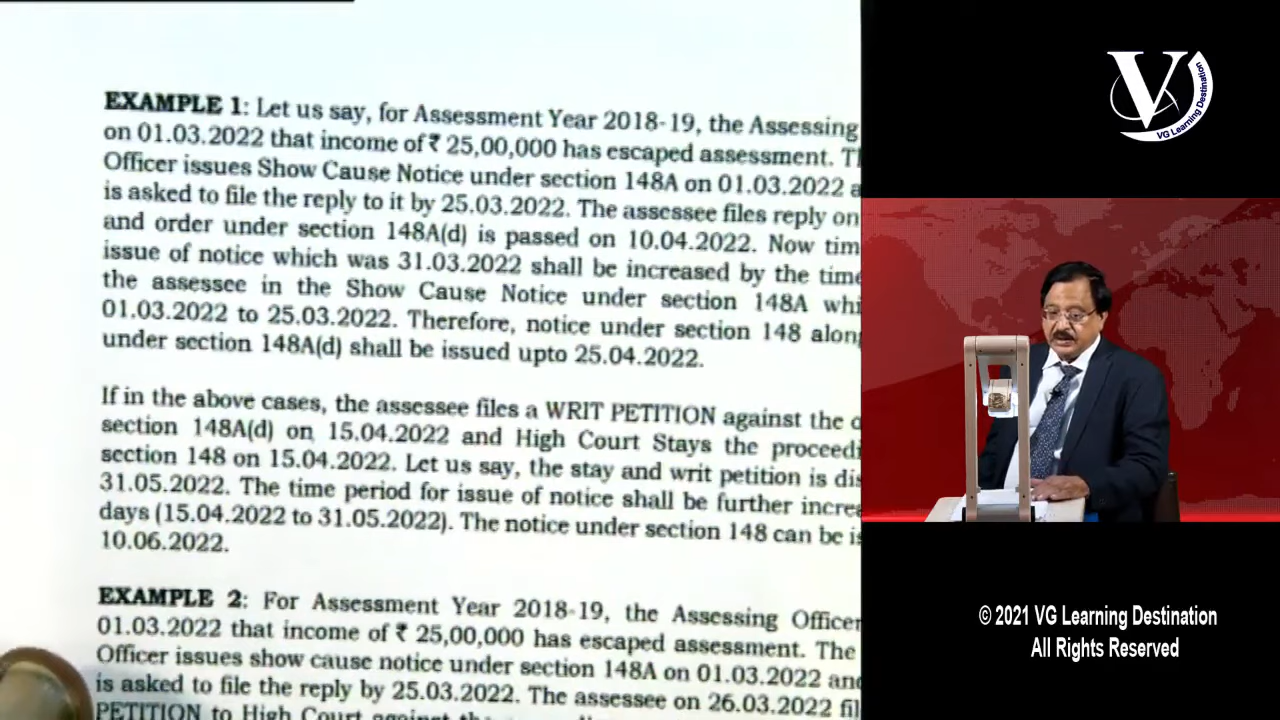 EXAMPLE 1: Let us say, for Assessment Year 2018-19, the Assessing
on 01.03.2022 that income of ₹ 25,00,000 has escaped assessment.
Officer issues Show Cause Notice under section 148A on 01.03.2022
is asked to file the reply to it by 25.03.2022. The assessee files reply on
and order under section 148A(d) is passed on 10.04.2022. Now
issue of notice which was 31.03.2022 shall be increased by the
the assessee in the Show Cause Notice under section 148A
01.03.2022 to 25.03.2022. Therefore, notice under section 148
under section 148A(d) shall be issued upto 25.04.2022.
If in the above cases, the assessee files a WRIT PETITION against the
section 148A(d) on 15.04.2022 and High Court Stays the
section 148 on 15.04.2022. Let us say, the stay and writ petition is
31.05.2022. The time period for issue of notice shall be further
days (15.04.2022 to 31.05.2022). The notice under section 148 can be
10.06.2022.
EXAMPLE 2: For Assessment Year 2018-19, the Assessing Officer
01.03.2022 that income of ₹ 25,00,000 has escaped assessment. The
Officer issues show cause notice under section 148A on 01.03.2022
is asked to file the reply by 25.03.2022. The assessee on 26.03.2022
PETITION to High Court against
V
VG Learning Destination
© 2021 VG Learning Destination
All Rights Reserved